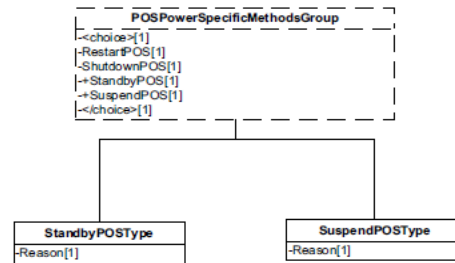 POSPowerSpecificMethodsGroup
-<choice>[1]
-RestartPOS[1]
-ShutdownPOS[1]
-+StandbyPOS[1]
-+SuspendPOS[1]
-</choice>[1]
StandbyPOSType
-Reason[1]
SuspendPOSType
-Reason[1]